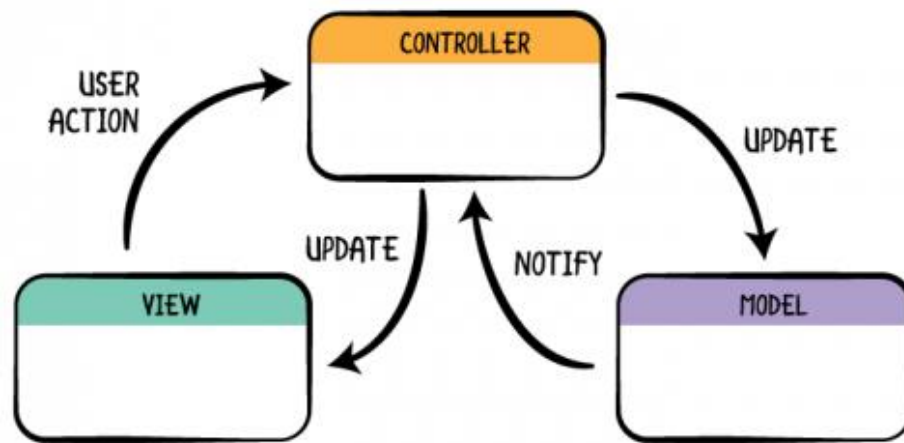 CONTROLLER
USER
ACTION
UPDATE
UPDATE
NOTIFY
VIEW
MODEL